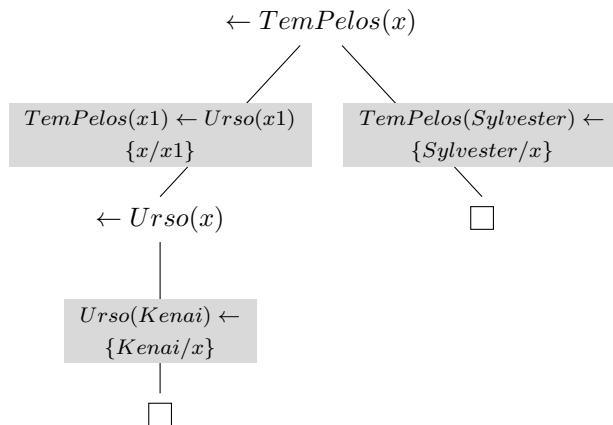 ← TemPelos(x)
TemPelos(x1) ← Urso(x1)
{x/x1}
TemPelos(Sylvester) ←
{Sylvester/x}
← Urso(x)
Urso(Kenai) ←
{Kenai/x}